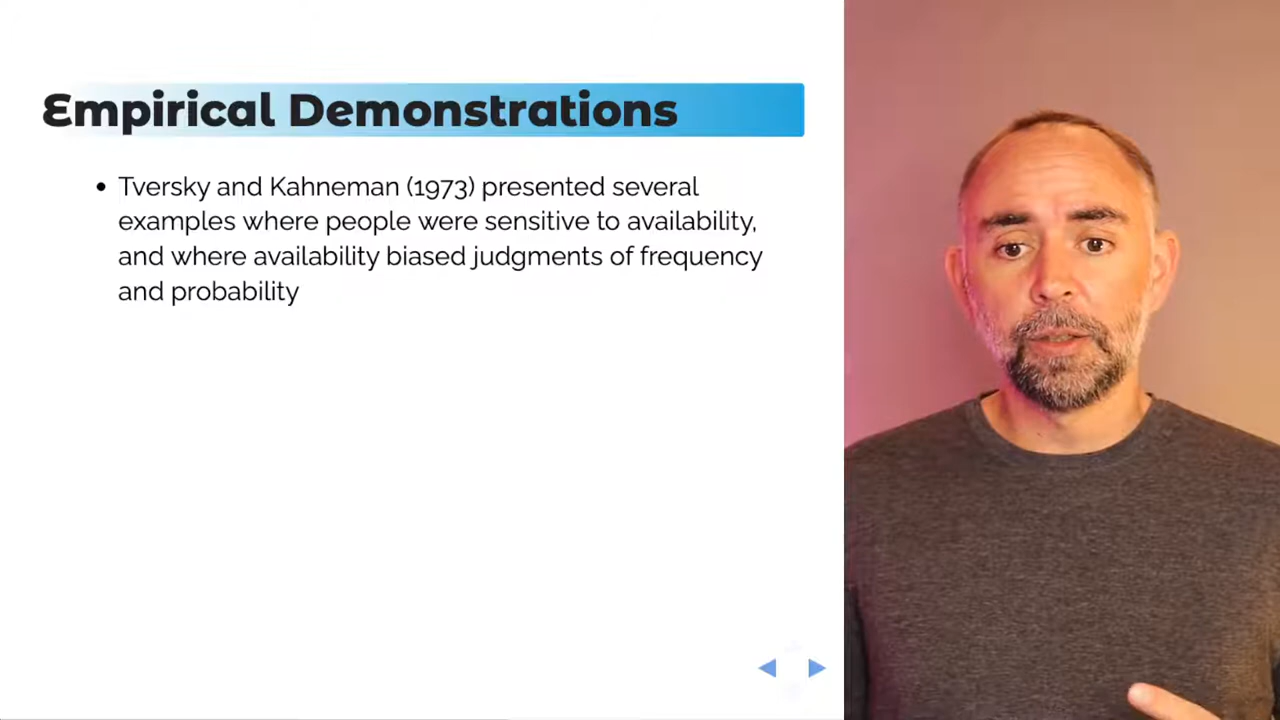 Empirical Demonstrations
Tversky and Kahneman (1973) presented several
examples where people were sensitive to availability,
and where availability biased judgments of frequency
and probability